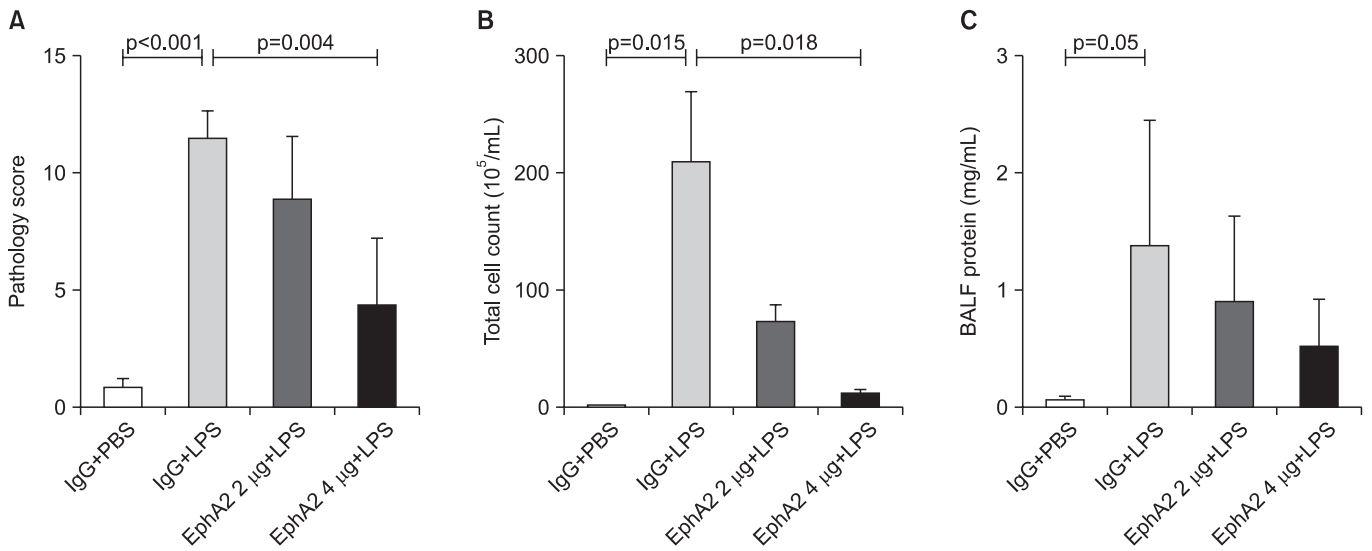 A
p<0.001
p=0.004
15
10
5
0
Pathology score
IgG+PBS
IgG+LPS
EphA2 2 μg+LPS
EphA2 4 μg+LPS
B
p=0.015
p=0.018
300
200
100
0
Total cell count (10⁵/mL)
IgG+PBS
IgG+LPS
EphA2 2 μg+LPS
EphA2 4 μg+LPS
C
p=0.05
3
2
1
0
BALF protein (mg/mL)
IgG+PBS
IgG+LPS
EphA2 2 μg+LPS
EphA2 4 μg+LPS